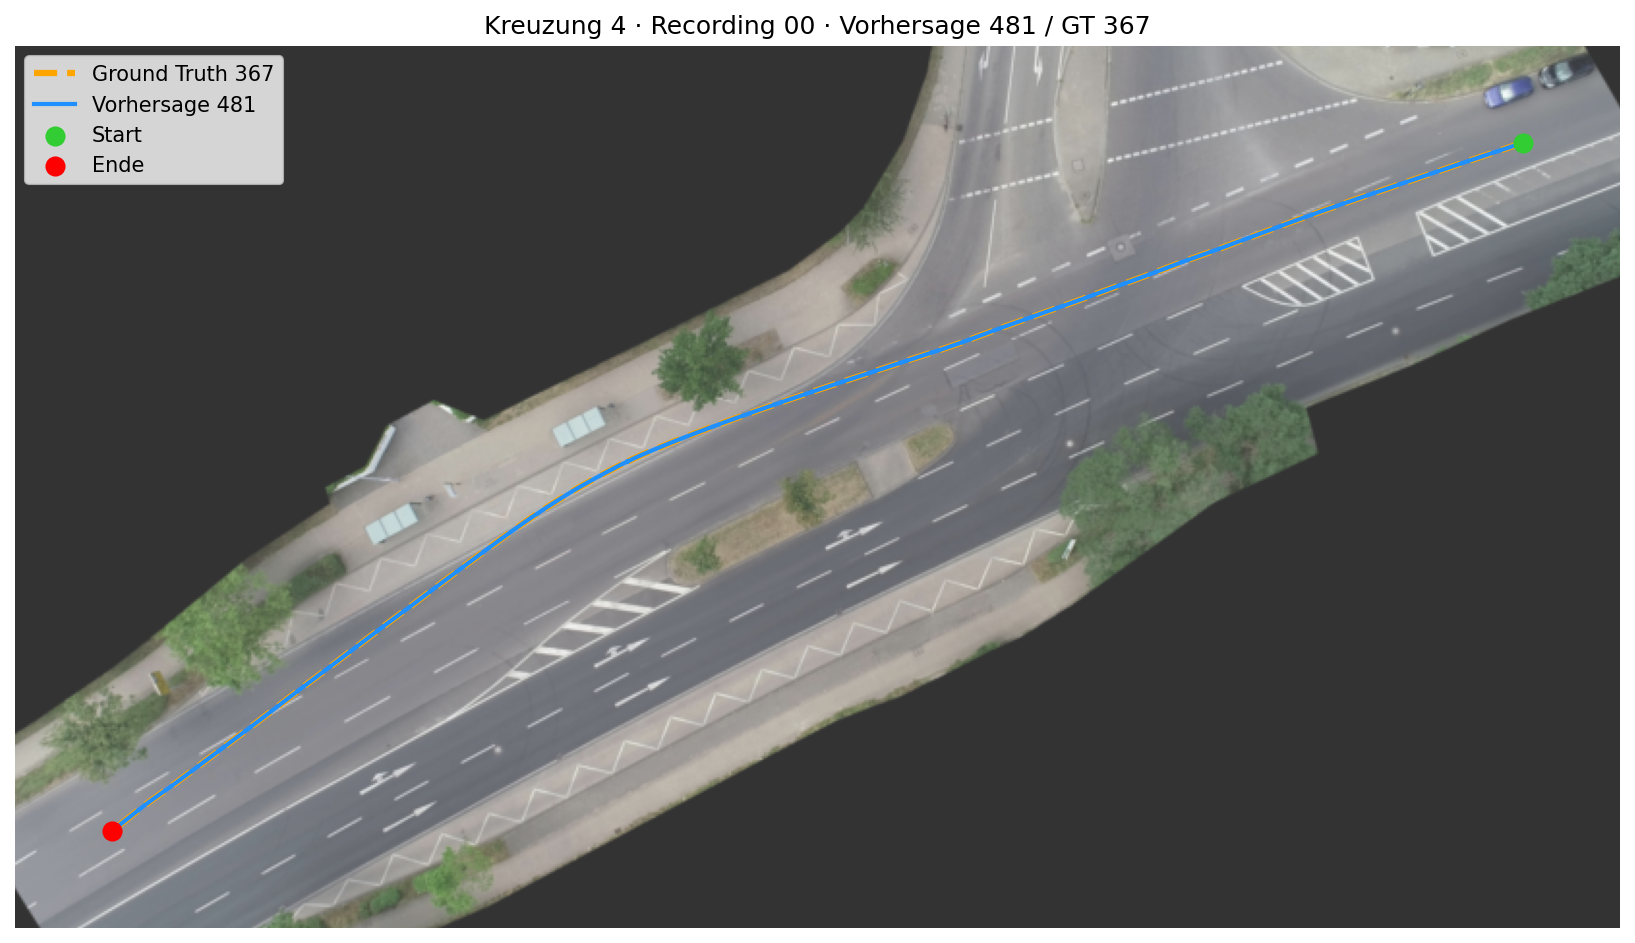 Kreuzung 4 · Recording 00 · Vorhersage 481 / GT 367
Ground Truth 367
Vorhersage 481
Start
Ende